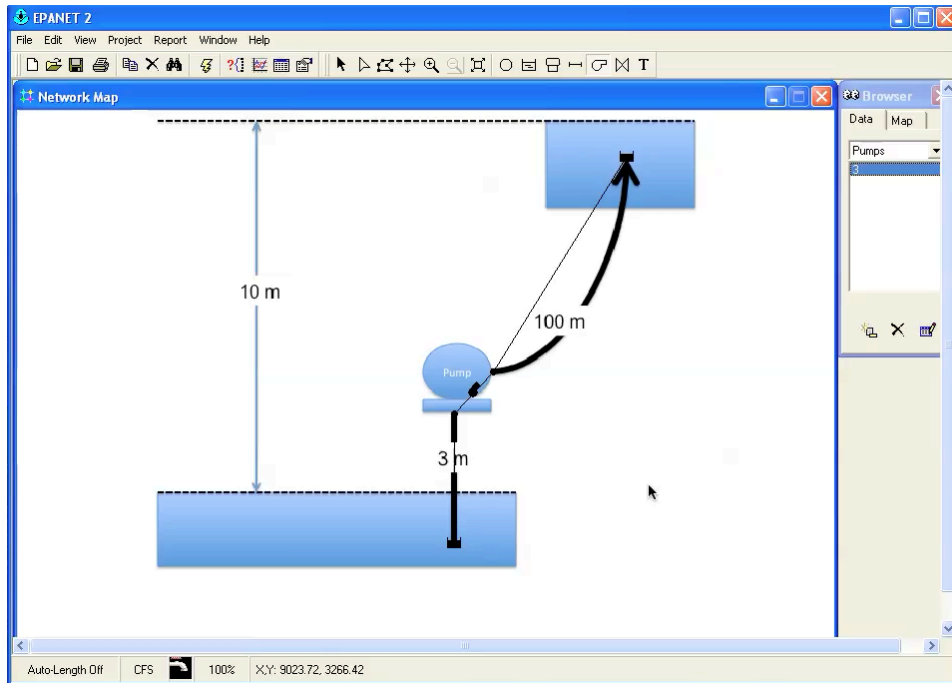 EPANET 2
File Edit View Project Report Window Help
T
Network Map
Browser
Data Map
Pumps
3
10 m
100 m
Pump
3 m
Auto-Length Off CFS 100% X,Y: 9023.72, 3266.42